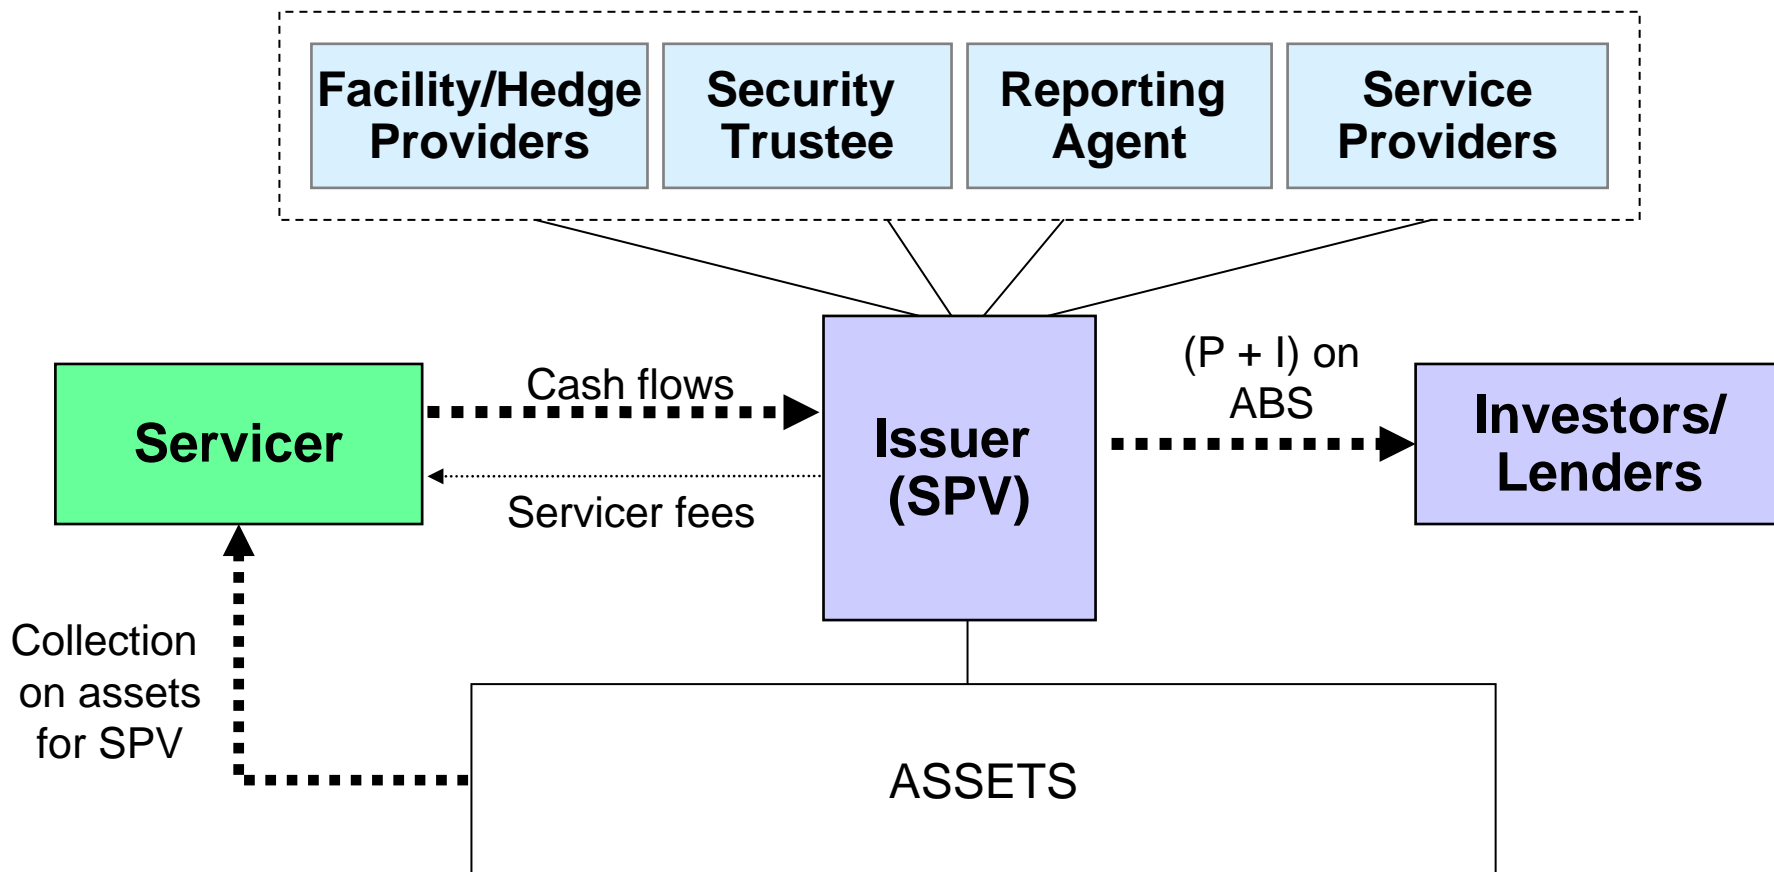 Facility/Hedge
Providers
Security
Trustee
Reporting
Agent
Service
Providers
(P + I) on
ABS
Cash flows
Servicer
Issuer
(SPV)
Investors/
Lenders
Servicer fees
Collection
on assets
for SPV
ASSETS